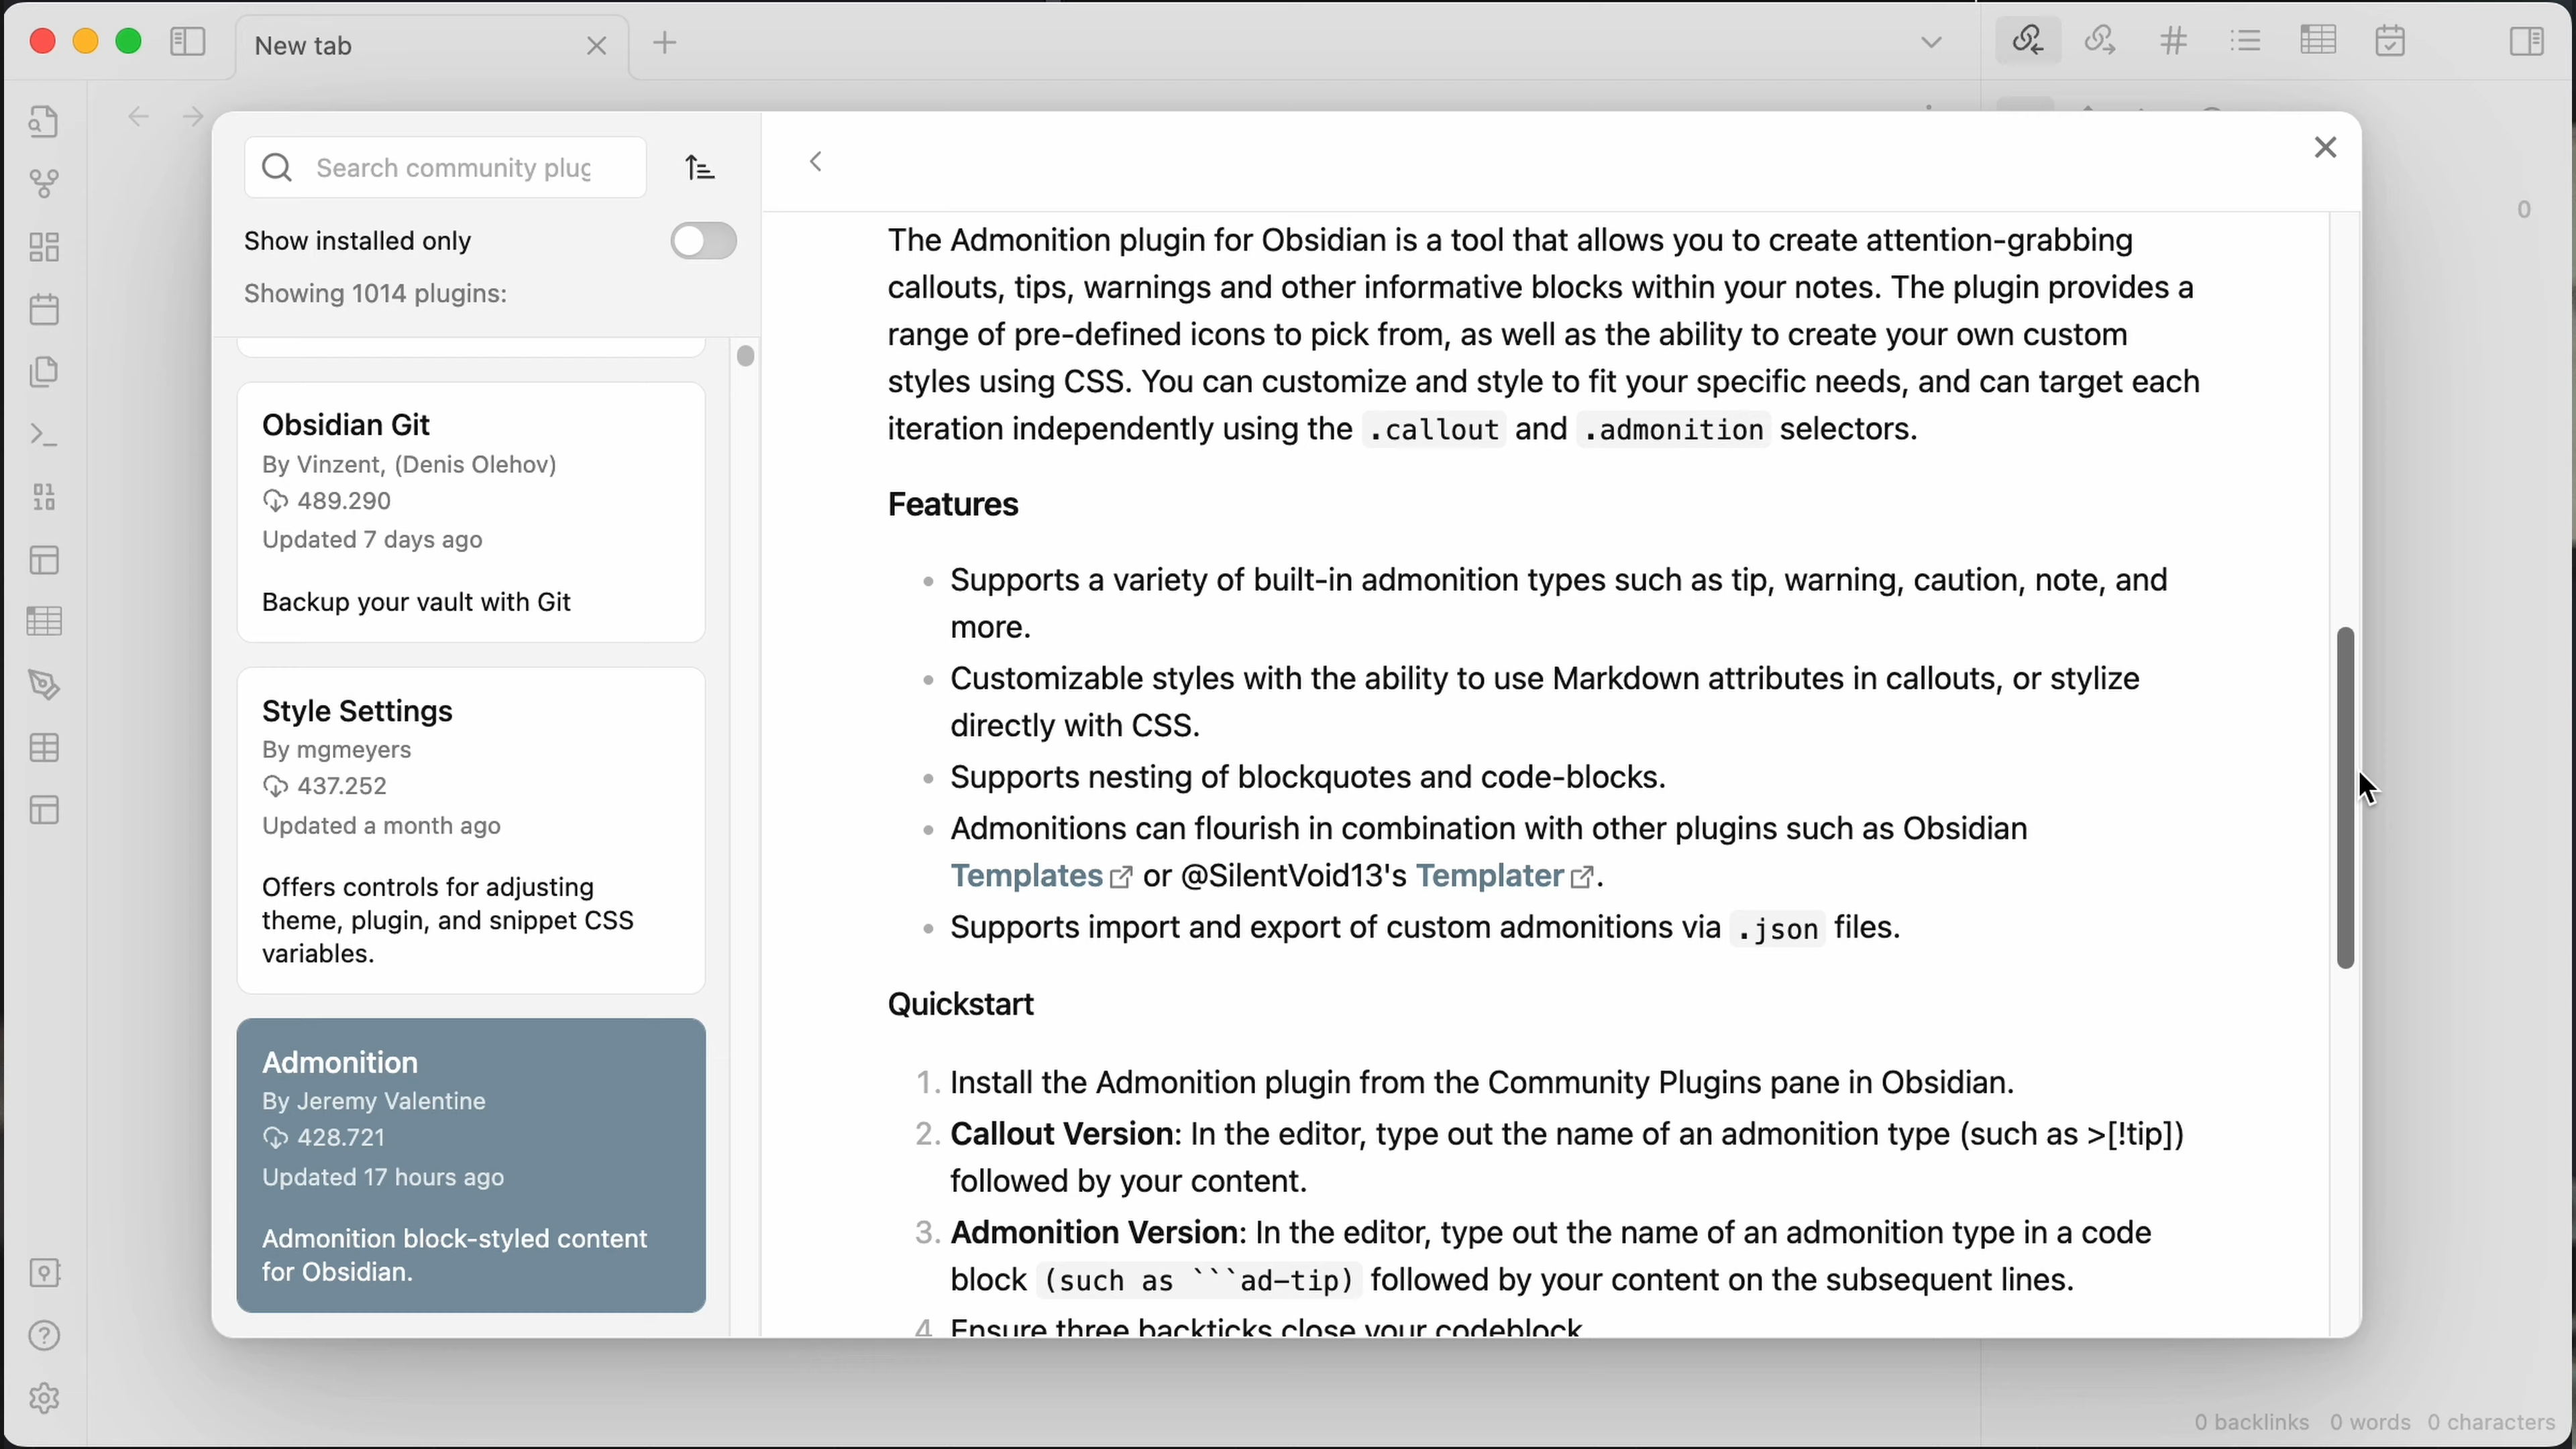 New tab
Search community plug
Show installed only
Showing 1014 plugins:
Obsidian Git
By Vinzent, (Denis Olehov)
489.290
Updated 7 days ago
Backup your vault with Git
Style Settings
By mgmeyers
437.252
Updated a month ago
Offers controls for adjusting
theme, plugin, and snippet CSS
variables.
Admonition
By Jeremy Valentine
428.721
Updated 17 hours ago
Admonition block-styled content
for Obsidian.
The Admonition plugin for Obsidian is a tool that allows you to create attention-grabbing
callouts, tips, warnings and other informative blocks within your notes. The plugin provides a
range of pre-defined icons to pick from, as well as the ability to create your own custom
styles using CSS. You can customize and style to fit your specific needs, and can target each
iteration independently using the .callout and .admonition selectors.
Features
• Supports a variety of built-in admonition types such as tip, warning, caution, note, and
more.
• Customizable styles with the ability to use Markdown attributes in callouts, or stylize
directly with CSS.
• Supports nesting of blockquotes and code-blocks.
• Admonitions can flourish in combination with other plugins such as Obsidian
Templates or @SilentVoid13's Templater.
• Supports import and export of custom admonitions via .json files.
Quickstart
1. Install the Admonition plugin from the Community Plugins pane in Obsidian.
2. Callout Version: In the editor, type out the name of an admonition type (such as >[!tip])
followed by your content.
3. Admonition Version: In the editor, type out the name of an admonition type in a code
block (such as ```ad-tip) followed by your content on the subsequent lines.
4. Ensure three backticks close your codeblock
0
0 backlinks 0 words 0 characters